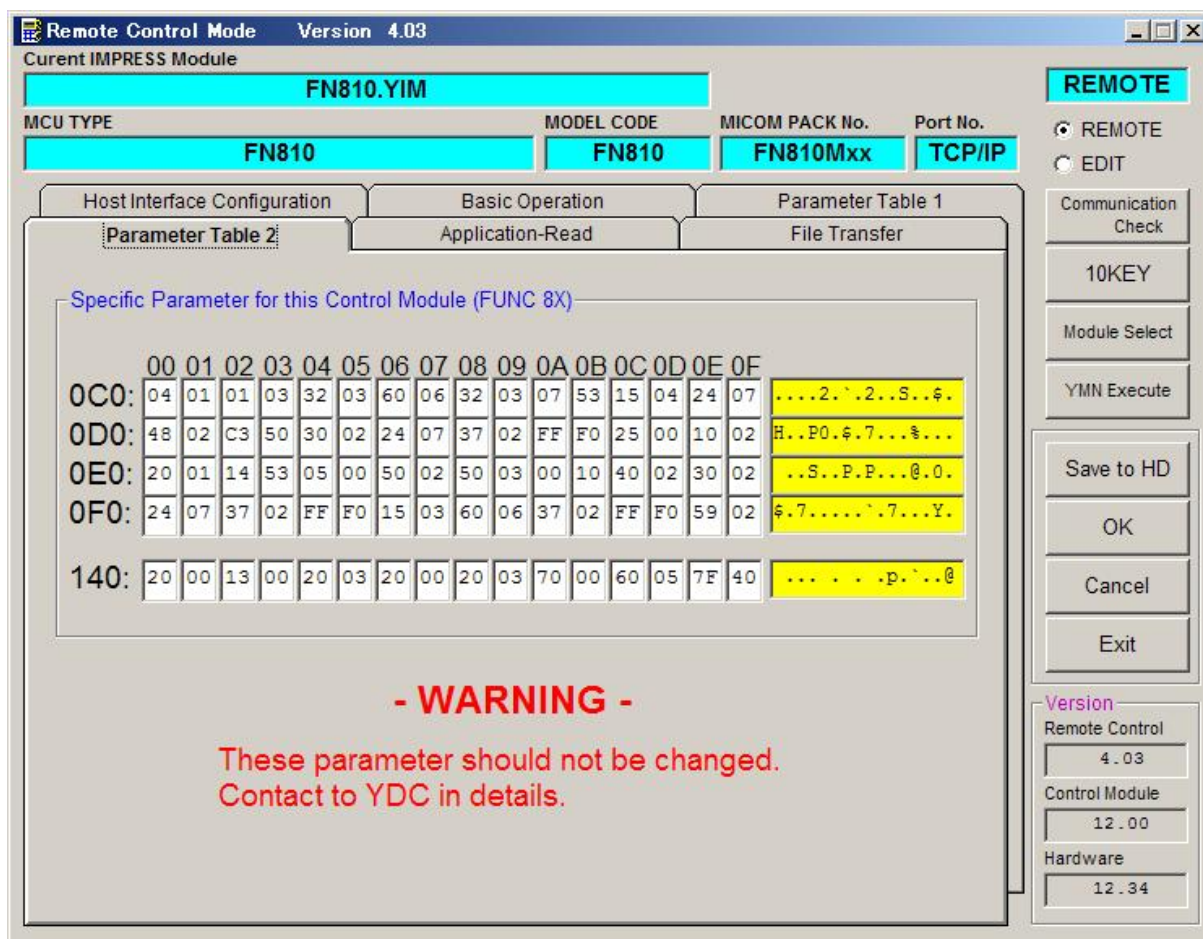 Remote Control Mode Version 4.03
Curent IMPRESS Module
FN810.YIM
REMOTE
MCU TYPE MODEL CODE MICOM PACK No. Port No.
FN810 FN810 FN810Mxx TCP/IP
REMOTE
EDIT
Host Interface Configuration Basic Operation Parameter Table 1
Parameter Table 2 Application-Read File Transfer
Specific Parameter for this Control Module (FUNC 8X)
00 01 02 03 04 05 06 07 08 09 0A 0B 0C 0D 0E 0F
0C0: 04 01 01 03 32 03 60 06 32 03 07 53 15 04 24 07 ....2.`.2..S..$.
0D0: 48 02 C3 50 30 02 24 07 37 02 FF F0 25 00 10 02 H..P0.$.7...%...
0E0: 20 01 14 53 05 00 50 02 50 03 00 10 40 02 30 02 ..S..P.P...@.0.
0F0: 24 07 37 02 FF F0 15 03 60 06 37 02 FF F0 59 02 $.7.....`.7...Y.
140: 20 00 13 00 20 03 20 00 20 03 70 00 60 05 7F 40 ... . . .p.`..@
- WARNING -
These parameter should not be changed.
Contact to YDC in details.
Communication Check
10KEY
Module Select
YMN Execute
Save to HD
OK
Cancel
Exit
Version
Remote Control
4.03
Control Module
12.00
Hardware
12.34